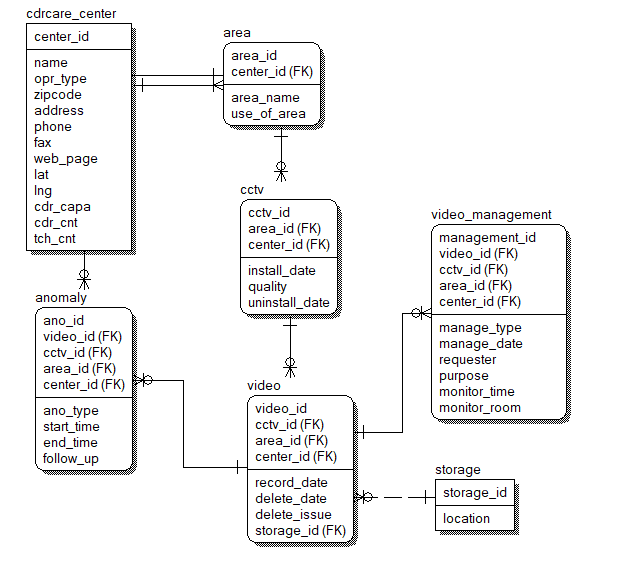 cdrcare_center
center_id
name
opr_type
zipcode
address
phone
fax
web_page
lat
lng
cdr_capa
cdr_cnt
tch_cnt
area
area_id
center_id (FK)
area_name
use_of_area
cctv
cctv_id
area_id (FK)
center_id (FK)
install_date
quality
uninstall_date
video_management
management_id
video_id (FK)
cctv_id (FK)
area_id (FK)
center_id (FK)
manage_type
manage_date
requester
purpose
monitor_time
monitor_room
anomaly
ano_id
video_id (FK)
cctv_id (FK)
area_id (FK)
center_id (FK)
ano_type
start_time
end_time
follow_up
video
video_id
cctv_id (FK)
area_id (FK)
center_id (FK)
record_date
delete_date
delete_issue
storage_id (FK)
storage
storage_id
location